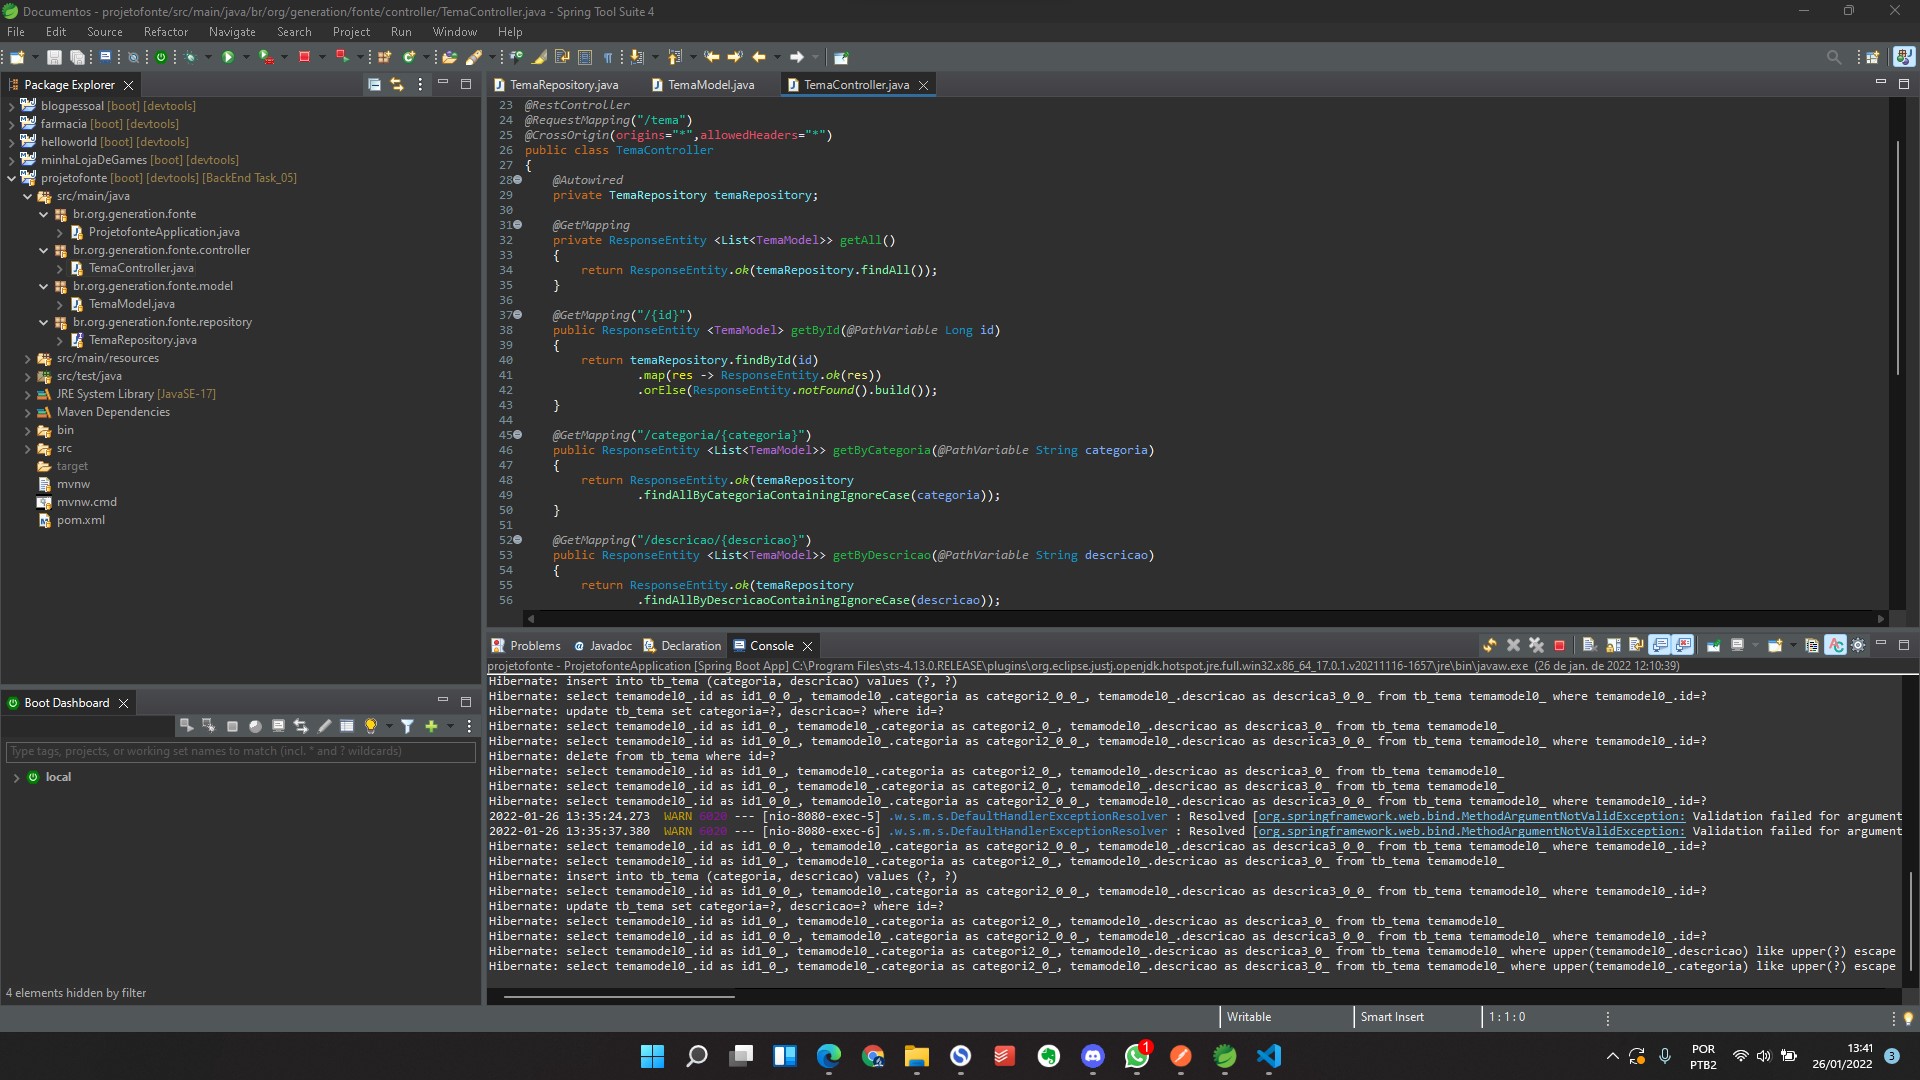 Documentos - projetofonte/src/main/java/br/org/generation/fonte/controller/TemaController.java - Spring Tool Suite 4
File Edit Source Refactor Navigate Search Project Run Window Help
Package Explorer
blogpessoal [boot] [devtools]
farmacia [boot] [devtools]
helloworld [boot] [devtools]
minhaLojaDeGames [boot] [devtools]
projetofonte [boot] [devtools] [BackEnd Task_05]
src/main/java
br.org.generation.fonte
ProjetofonteApplication.java
br.org.generation.fonte.controller
TemaController.java
br.org.generation.fonte.model
TemaModel.java
br.org.generation.fonte.repository
TemaRepository.java
src/main/resources
src/test/java
JRE System Library [JavaSE-17]
Maven Dependencies
bin
src
target
mvnw
mvnw.cmd
pom.xml
Boot Dashboard
Type tags, projects, or working set names to match (incl. * and ? wildcards)
local
4 elements hidden by filter
TemaRepository.java TemaModel.java TemaController.java
23 @RestController
24 @RequestMapping("/tema")
25 @CrossOrigin(origins="*",allowedHeaders="*")
26 public class TemaController
27 {
28 @Autowired
29 private TemaRepository temaRepository;
30
31 @GetMapping
32 private ResponseEntity <List<TemaModel>> getAll()
33 {
34 return ResponseEntity.ok(temaRepository.findAll());
35 }
36
37 @GetMapping("/{id}")
38 public ResponseEntity <TemaModel> getById(@PathVariable Long id)
39 {
40 return temaRepository.findById(id)
41 .map(res -> ResponseEntity.ok(res))
42 .orElse(ResponseEntity.notFound().build());
43 }
44
45 @GetMapping("/categoria/{categoria}")
46 public ResponseEntity <List<TemaModel>> getByCategoria(@PathVariable String categoria)
47 {
48 return ResponseEntity.ok(temaRepository
49 .findAllByCategoriaContainingIgnoreCase(categoria));
50 }
51
52 @GetMapping("/descricao/{descricao}")
53 public ResponseEntity <List<TemaModel>> getByDescricao(@PathVariable String descricao)
54 {
55 return ResponseEntity.ok(temaRepository
56 .findAllByDescricaoContainingIgnoreCase(descricao));
Problems Javadoc Declaration Console
projetofonte - ProjetofonteApplication [Spring Boot App] C:\Program Files\sts-4.13.0.RELEASE\plugins\org.eclipse.justj.openjdk.hotspot.jre.full.win32.x86_64_17.0.1.v20211116-1657\jre\bin\javaw.exe (26 de jan. de 2022 12:10:39)
Hibernate: insert into tb_tema (categoria, descricao) values (?, ?)
Hibernate: select temamodel0_.id as id1_0_0_, temamodel0_.categoria as categori2_0_0_, temamodel0_.descricao as descrica3_0_0_ from tb_tema temamodel0_ where temamodel0_.id=?
Hibernate: update tb_tema set categoria=?, descricao=? where id=?
Hibernate: select temamodel0_.id as id1_0_, temamodel0_.categoria as categori2_0_, temamodel0_.descricao as descrica3_0_ from tb_tema temamodel0_
Hibernate: select temamodel0_.id as id1_0_0_, temamodel0_.categoria as categori2_0_0_, temamodel0_.descricao as descrica3_0_0_ from tb_tema temamodel0_ where temamodel0_.id=?
Hibernate: delete from tb_tema where id=?
Hibernate: select temamodel0_.id as id1_0_, temamodel0_.categoria as categori2_0_, temamodel0_.descricao as descrica3_0_ from tb_tema temamodel0_
Hibernate: select temamodel0_.id as id1_0_, temamodel0_.categoria as categori2_0_, temamodel0_.descricao as descrica3_0_ from tb_tema temamodel0_
Hibernate: select temamodel0_.id as id1_0_0_, temamodel0_.categoria as categori2_0_0_, temamodel0_.descricao as descrica3_0_0_ from tb_tema temamodel0_ where temamodel0_.id=?
2022-01-26 13:35:24.273 WARN 6020 --- [nio-8080-exec-5] .w.s.m.s.DefaultHandlerExceptionResolver : Resolved [org.springframework.web.bind.MethodArgumentNotValidException: Validation failed for argument
2022-01-26 13:35:37.380 WARN 6020 --- [nio-8080-exec-6] .w.s.m.s.DefaultHandlerExceptionResolver : Resolved [org.springframework.web.bind.MethodArgumentNotValidException: Validation failed for argument
Hibernate: select temamodel0_.id as id1_0_0_, temamodel0_.categoria as categori2_0_0_, temamodel0_.descricao as descrica3_0_0_ from tb_tema temamodel0_ where temamodel0_.id=?
Hibernate: select temamodel0_.id as id1_0_, temamodel0_.categoria as categori2_0_, temamodel0_.descricao as descrica3_0_ from tb_tema temamodel0_
Hibernate: insert into tb_tema (categoria, descricao) values (?, ?)
Hibernate: select temamodel0_.id as id1_0_0_, temamodel0_.categoria as categori2_0_0_, temamodel0_.descricao as descrica3_0_0_ from tb_tema temamodel0_ where temamodel0_.id=?
Hibernate: update tb_tema set categoria=?, descricao=? where id=?
Hibernate: select temamodel0_.id as id1_0_, temamodel0_.categoria as categori2_0_, temamodel0_.descricao as descrica3_0_ from tb_tema temamodel0_
Hibernate: select temamodel0_.id as id1_0_0_, temamodel0_.categoria as categori2_0_0_, temamodel0_.descricao as descrica3_0_0_ from tb_tema temamodel0_ where temamodel0_.id=?
Hibernate: select temamodel0_.id as id1_0_, temamodel0_.categoria as categori2_0_, temamodel0_.descricao as descrica3_0_ from tb_tema temamodel0_ where upper(temamodel0_.descricao) like upper(?) escape
Hibernate: select temamodel0_.id as id1_0_, temamodel0_.categoria as categori2_0_, temamodel0_.descricao as descrica3_0_ from tb_tema temamodel0_ where upper(temamodel0_.categoria) like upper(?) escape
Writable Smart Insert 1 : 1 : 0
1
POR
PTB2
13:41
26/01/2022
3